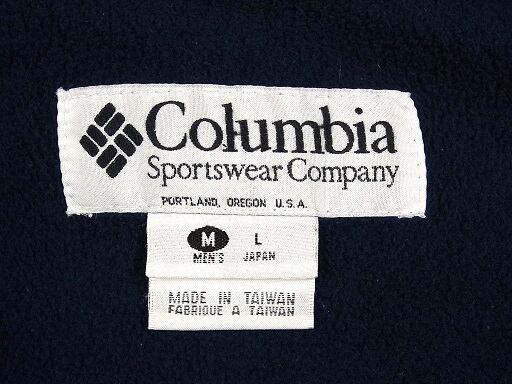 Columbia
Sportswear Company
PORTLAND, OREGON U.S.A.
M L
MEN'S JAPAN
MADE IN TAIWAN
FABRIQUE A TAIWAN